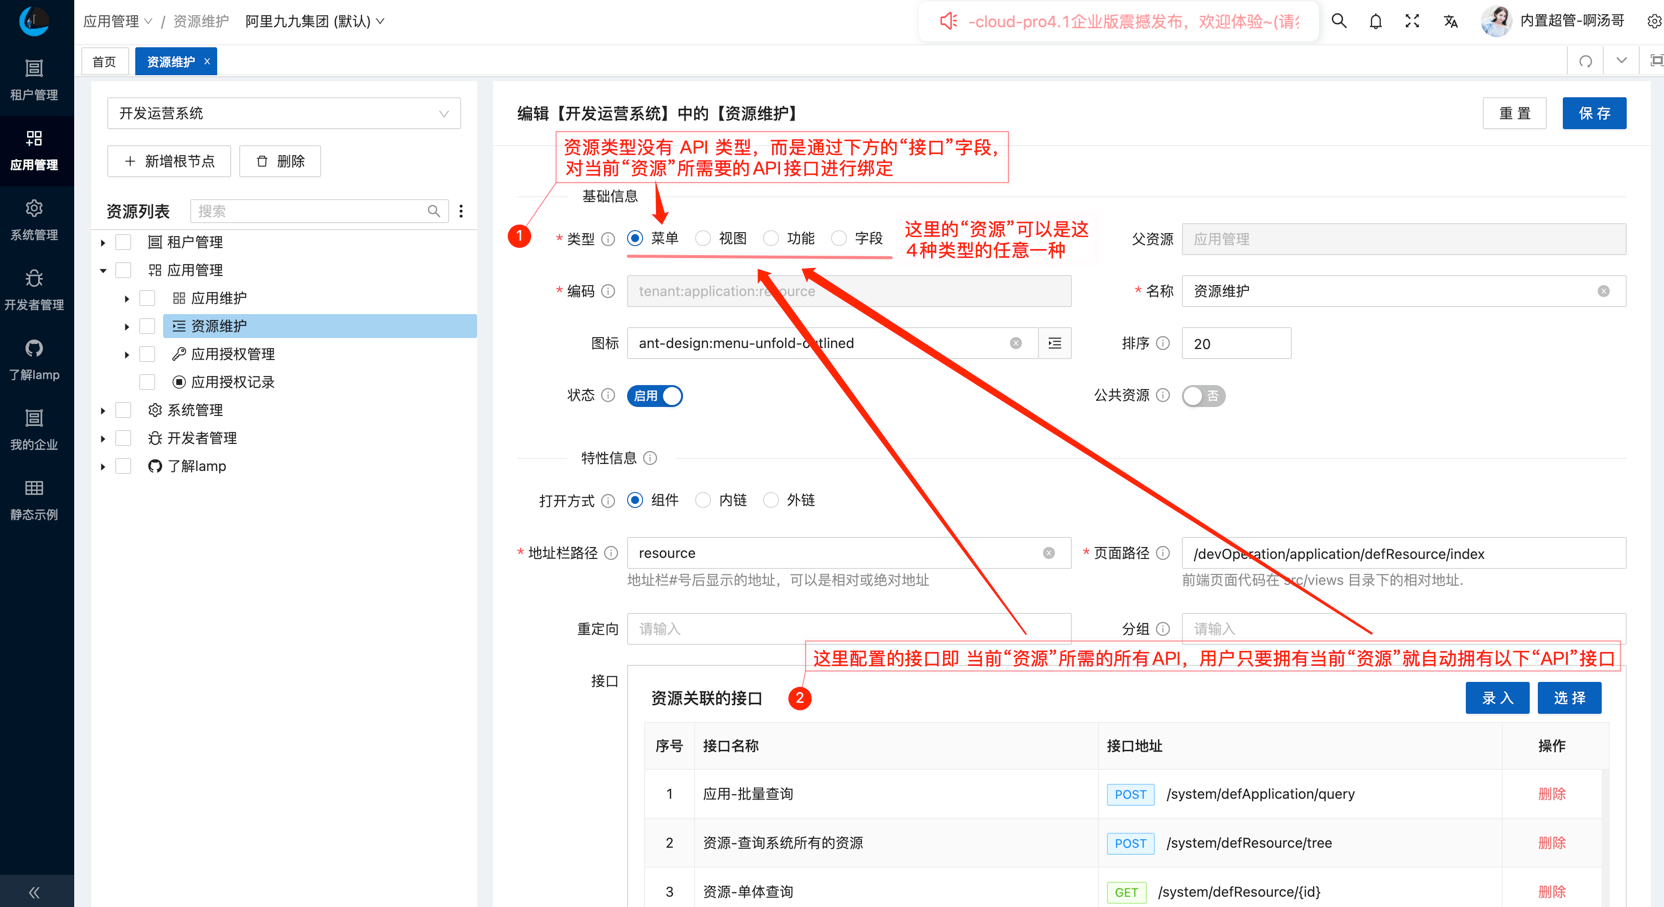 应用管理 / 资源维护 阿里九九集团 (默认)
-cloud-pro4.1企业版震撼发布，欢迎体验~(请
内置超管-啊汤哥
首页
资源维护 ×
租户管理
应用管理
系统管理
开发者管理
了解lamp
我的企业
静态示例
开发运营系统
+ 新增根节点
删除
资源列表
搜索
租户管理
应用管理
应用维护
资源维护
应用授权管理
应用授权记录
系统管理
开发者管理
了解lamp
编辑【开发运营系统】中的【资源维护】
重 置
保 存
资源类型没有 API 类型，而是通过下方的“接口”字段，
对当前“资源”所需要的API接口进行绑定
基础信息
1
* 类型 菜单 视图 功能 字段
这里的“资源”可以是这
4种类型的任意一种
父资源 应用管理
* 编码 tenant:application:resource
* 名称 资源维护
图标 ant-design:menu-unfold-outlined
排序 20
状态 启用
公共资源 否
特性信息
打开方式 组件 内链 外链
* 地址栏路径 resource
地址栏#号后显示的地址，可以是相对或绝对地址
* 页面路径 /devOperation/application/defResource/index
前端页面代码在 src/views 目录下的相对地址.
重定向 请输入
分组 请输入
这里配置的接口即 当前“资源”所需的所有API，用户只要拥有当前“资源”就自动拥有以下“API”接口
接口
资源关联的接口
2
录 入
选 择
序号 接口名称 接口地址 操作
1 应用-批量查询 POST /system/defApplication/query 删除
2 资源-查询系统所有的资源 POST /system/defResource/tree 删除
3 资源-单体查询 GET /system/defResource/{id} 删除